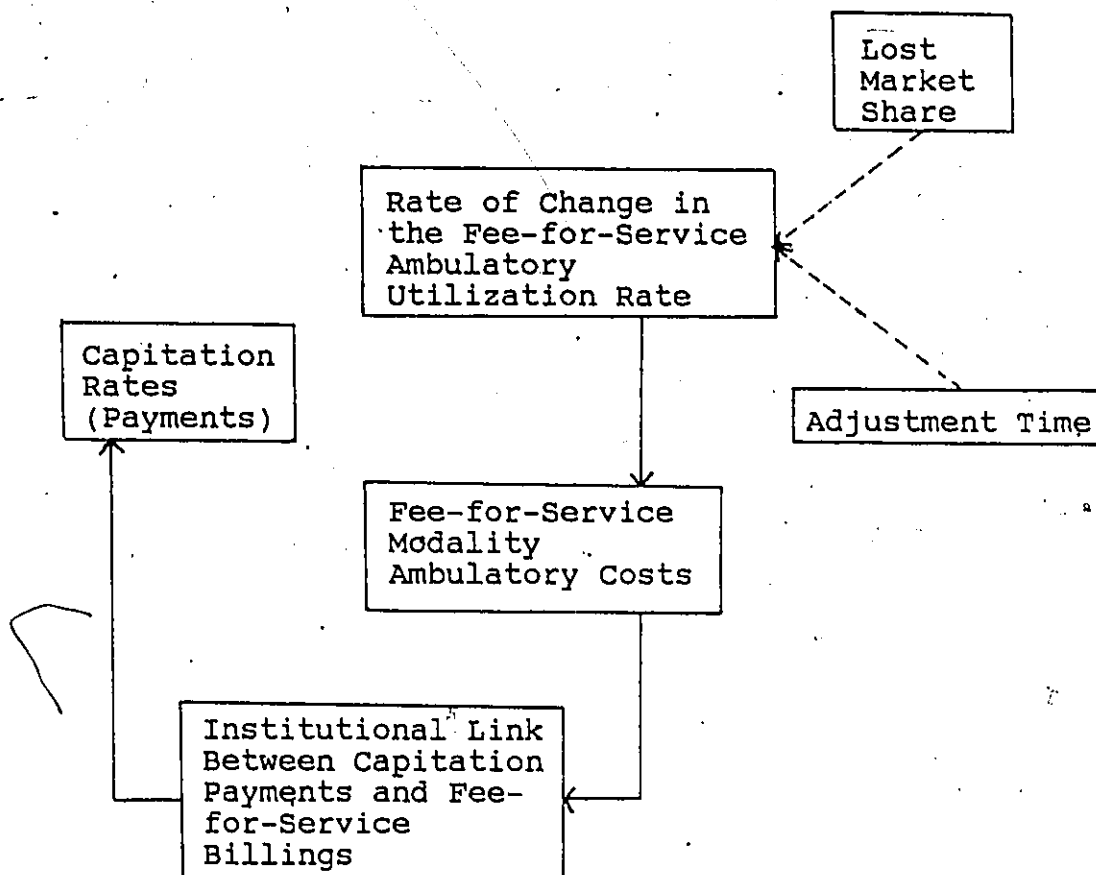 Lost
Market
Share
Rate of Change in
the Fee-for-Service
Ambulatory
Utilization Rate
Capitation
Rates
(Payments)
Adjustment Time
Fee-for-Service
Modality
Ambulatory Costs
Institutional Link
Between Capitation
Payments and Fee-
for-Service
Billings